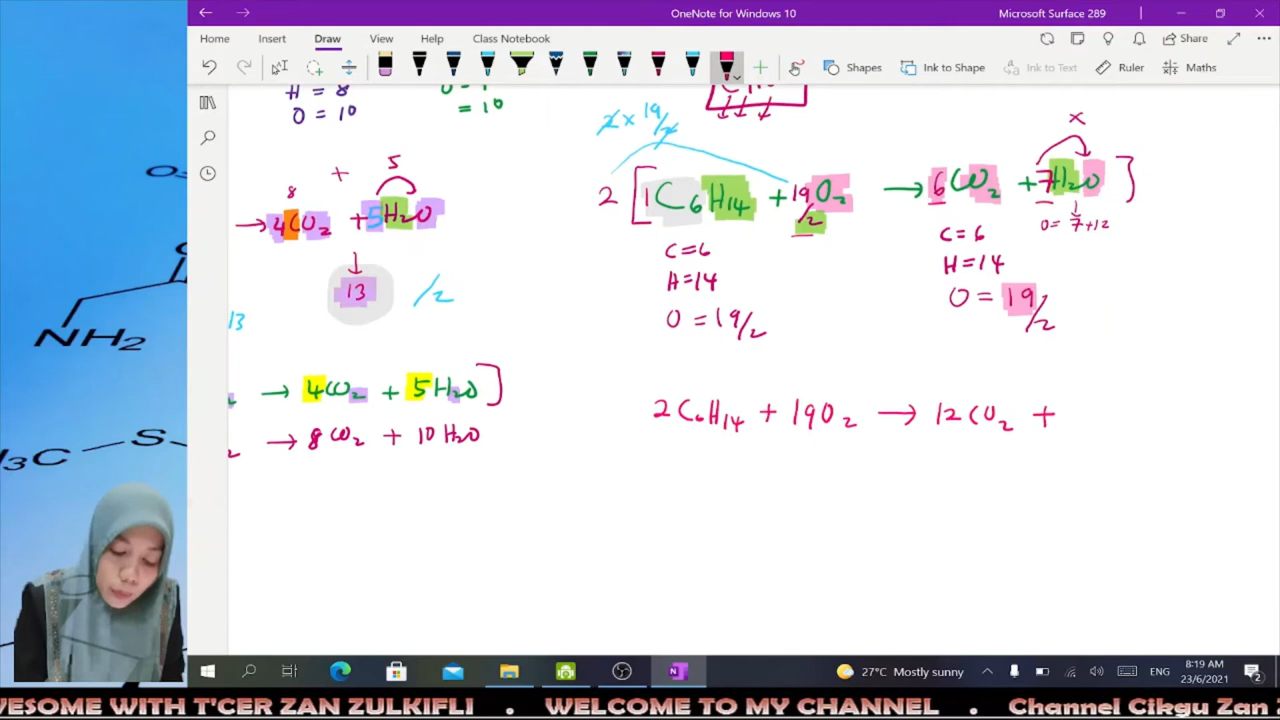 OneNote for Windows 10
Microsoft Surface 289
Home Insert Draw View Help Class Notebook
Share
Shapes
Ink to Shape
Ink to Text
Ruler
Maths
H = 8
O = 10
= 10
2 x 19/2
x
8
+
5
→ 4CO2 + 5H2O
2 [ 1C6H14 + 19/2 O2 → 6CO2 + 7H2O ]
O = 7+12
13
/2
13
C=6
H=14
O = 19/2
C=6
H=14
O = 19/2
→ 4CO2 + 5H2O ]
→ 8CO2 + 10H2O
2C6H14 + 19O2 → 12CO2 +
NH2
S
27°C Mostly sunny
ENG
8:19 AM
23/6/2021
2
WESOME WITH T'CER ZAN ZULKIFLI . WELCOME TO MY CHANNEL . Channel Cikgu Zan